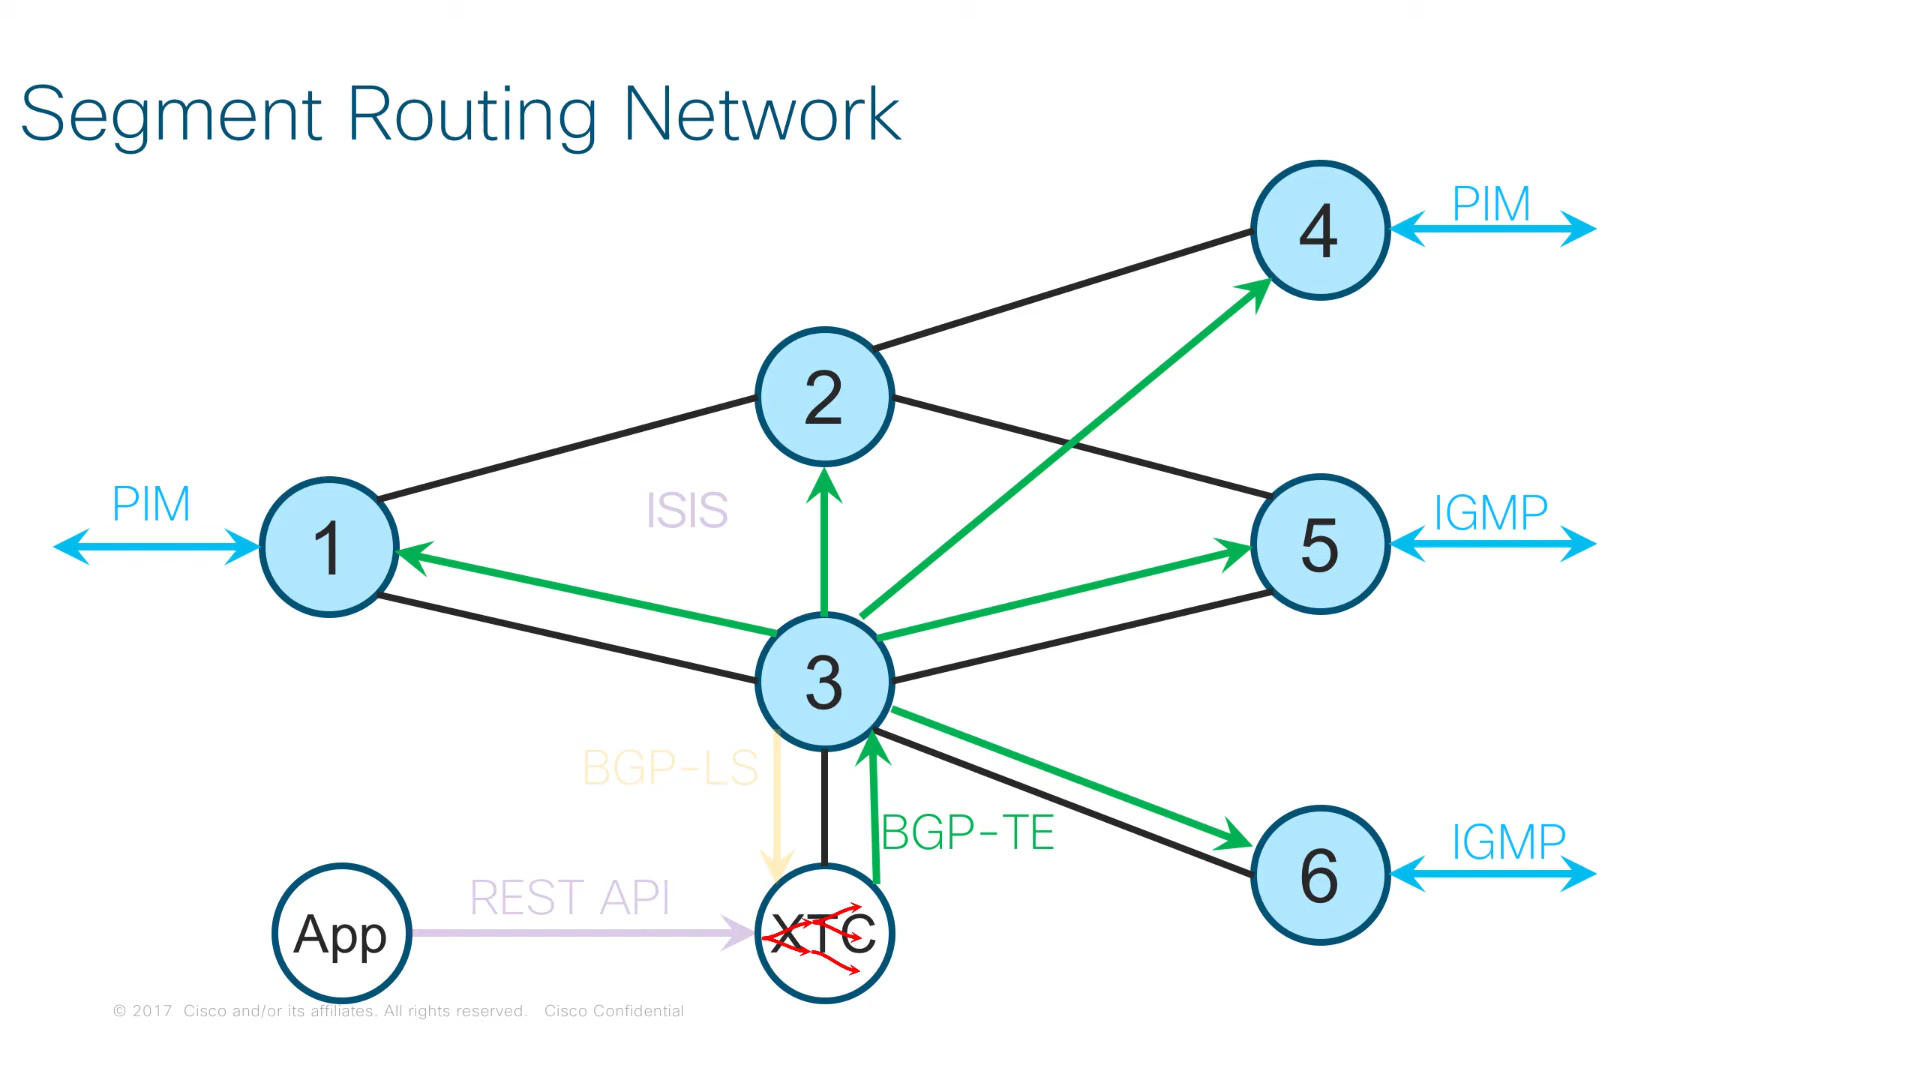 Segment Routing Network
4
PIM
2
PIM
ISIS
IGMP
1
5
3
BGP-LS
BGP-TE
IGMP
6
REST API
App
XTC
© 2017 Cisco and/or its affiliates. All rights reserved. Cisco Confidential